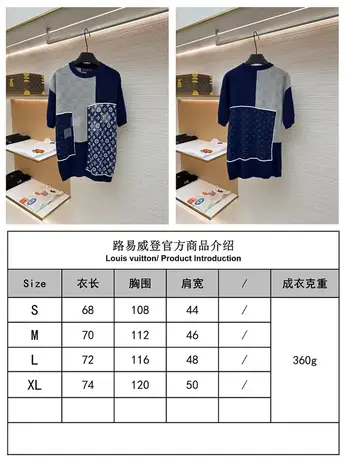 路易威登官方商品介绍
Louis vuitton/ Product Introduction
Size 衣长 胸围 肩宽 / 成衣克重
S 68 108 44 /
M 70 112 46 /
L 72 116 48 / 360g
XL 74 120 50 /
/